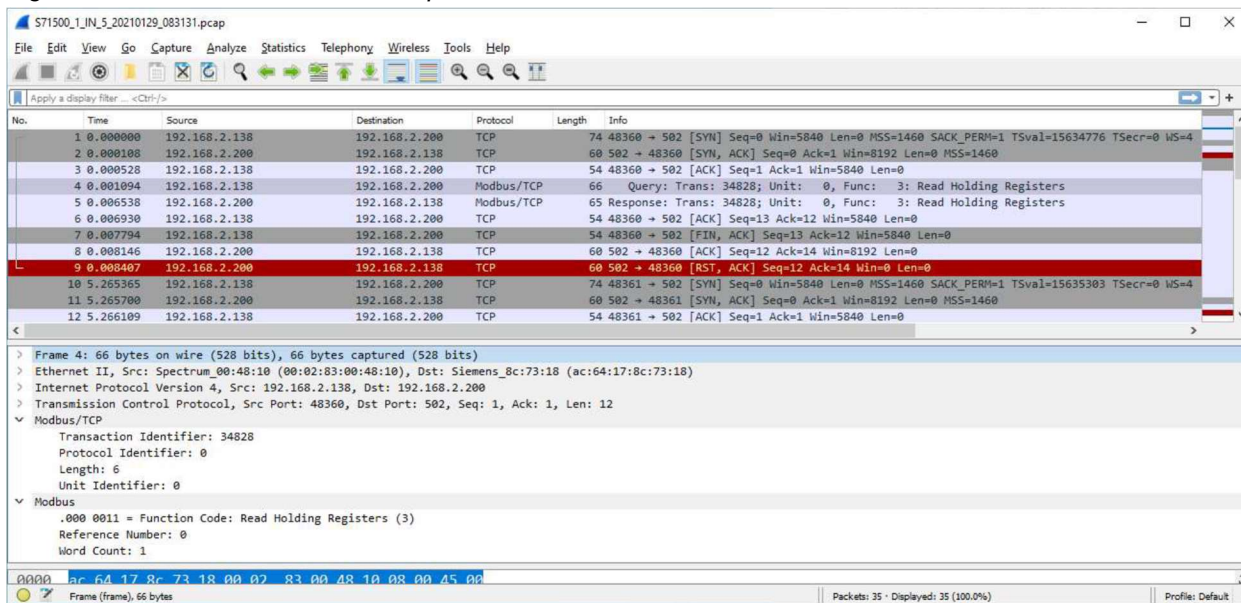 S71500_1_IN_5_20210129_083131.pcap
File Edit View Go Capture Analyze Statistics Telephony Wireless Tools Help
Apply a display filter ... <Ctrl-/>
No. Time Source Destination Protocol Length Info
1 0.000000 192.168.2.138 192.168.2.200 TCP 74 48360 → 502 [SYN] Seq=0 Win=5840 Len=0 MSS=1460 SACK_PERM=1 TSval=15634776 TSecr=0 WS=4
2 0.000108 192.168.2.200 192.168.2.138 TCP 60 502 → 48360 [SYN, ACK] Seq=0 Ack=1 Win=8192 Len=0 MSS=1460
3 0.000528 192.168.2.138 192.168.2.200 TCP 54 48360 → 502 [ACK] Seq=1 Ack=1 Win=5840 Len=0
4 0.001094 192.168.2.138 192.168.2.200 Modbus/TCP 66 Query: Trans: 34828; Unit: 0, Func: 3: Read Holding Registers
5 0.006538 192.168.2.200 192.168.2.138 Modbus/TCP 65 Response: Trans: 34828; Unit: 0, Func: 3: Read Holding Registers
6 0.006930 192.168.2.138 192.168.2.200 TCP 54 48360 → 502 [ACK] Seq=13 Ack=12 Win=5840 Len=0
7 0.007794 192.168.2.138 192.168.2.200 TCP 54 48360 → 502 [FIN, ACK] Seq=13 Ack=12 Win=5840 Len=0
8 0.008146 192.168.2.200 192.168.2.138 TCP 60 502 → 48360 [ACK] Seq=12 Ack=14 Win=8192 Len=0
9 0.008407 192.168.2.200 192.168.2.138 TCP 60 502 → 48360 [RST, ACK] Seq=12 Ack=14 Win=0 Len=0
10 5.265365 192.168.2.138 192.168.2.200 TCP 74 48361 → 502 [SYN] Seq=0 Win=5840 Len=0 MSS=1460 SACK_PERM=1 TSval=15635303 TSecr=0 WS=4
11 5.265700 192.168.2.200 192.168.2.138 TCP 60 502 → 48361 [SYN, ACK] Seq=0 Ack=1 Win=8192 Len=0 MSS=1460
12 5.266109 192.168.2.138 192.168.2.200 TCP 54 48361 → 502 [ACK] Seq=1 Ack=1 Win=5840 Len=0
Frame 4: 66 bytes on wire (528 bits), 66 bytes captured (528 bits)
Ethernet II, Src: Spectrum_00:48:10 (00:02:83:00:48:10), Dst: Siemens_8c:73:18 (ac:64:17:8c:73:18)
Internet Protocol Version 4, Src: 192.168.2.138, Dst: 192.168.2.200
Transmission Control Protocol, Src Port: 48360, Dst Port: 502, Seq: 1, Ack: 1, Len: 12
Modbus/TCP
Transaction Identifier: 34828
Protocol Identifier: 0
Length: 6
Unit Identifier: 0
Modbus
.000 0011 = Function Code: Read Holding Registers (3)
Reference Number: 0
Word Count: 1
0000 ac 64 17 8c 73 18 00 02 83 00 48 10 08 00 45 00
Frame (frame), 66 bytes Packets: 35 · Displayed: 35 (100.0%) Profile: Default